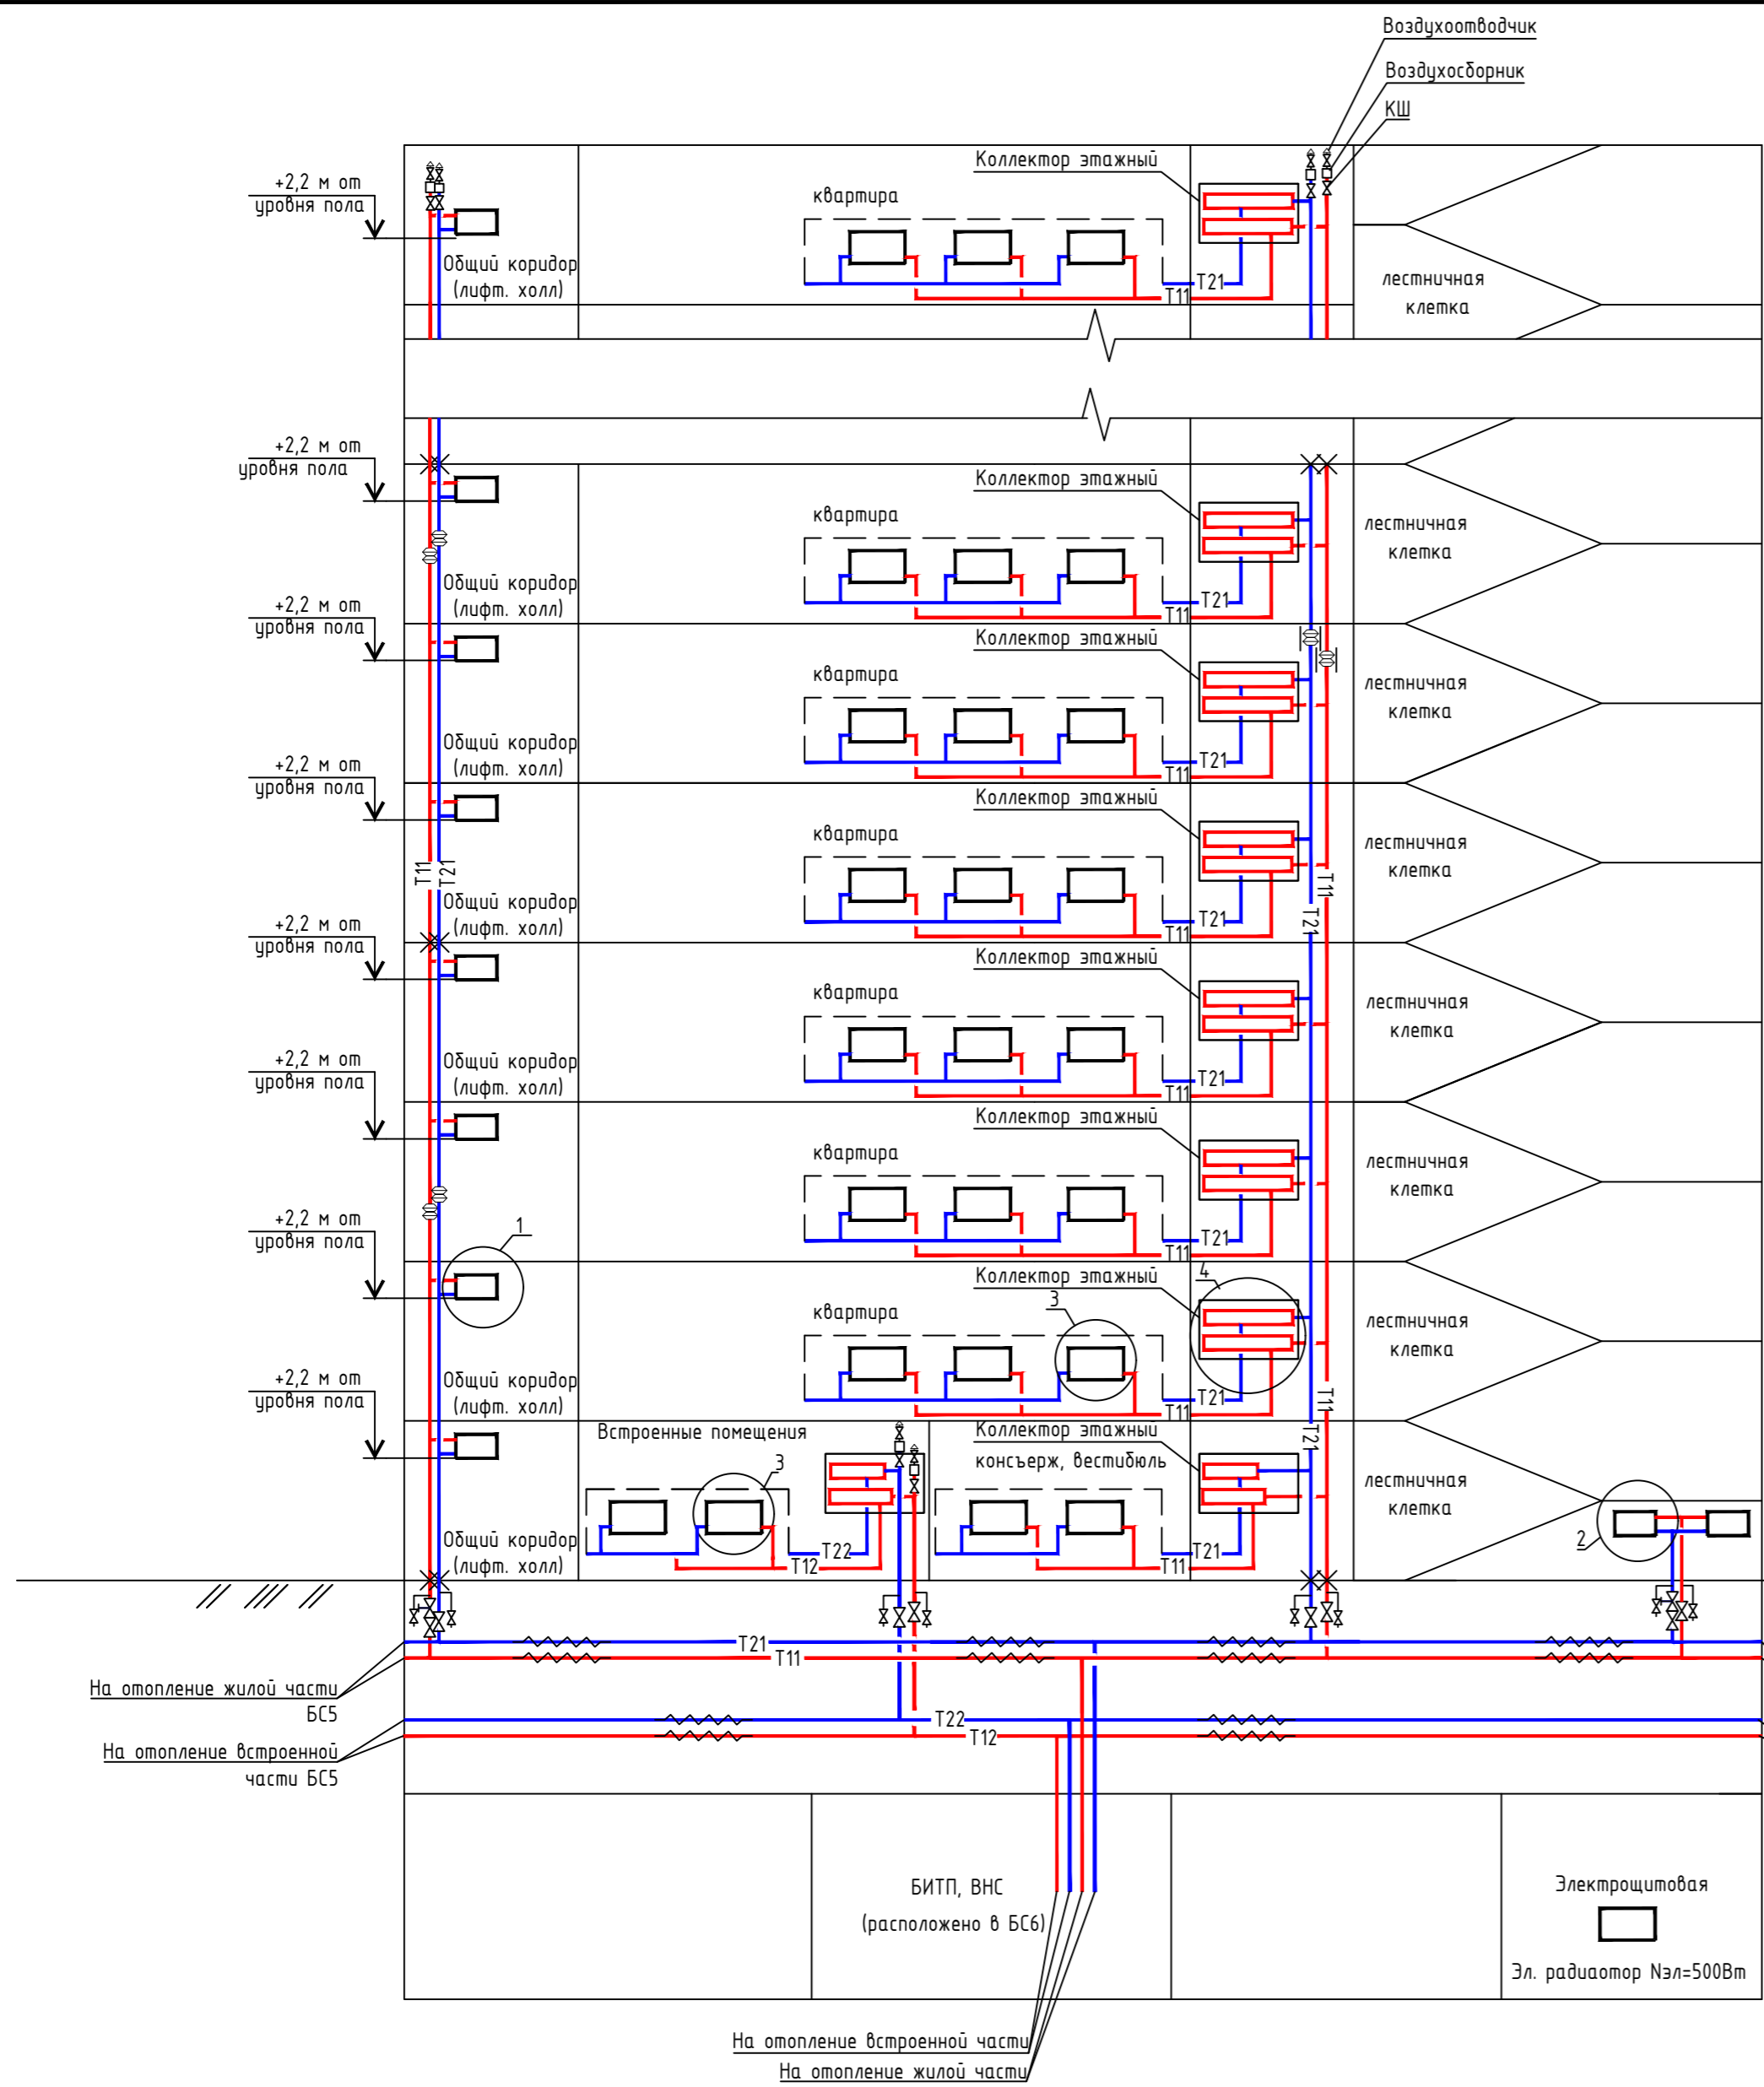 Воздухоотводчик
Воздухосборник
КШ
+2,2 м от
уровня пола
Общий коридор
(лифт. холл)
квартира
Коллектор этажный
Т21
Т11
лестничная
клетка
+2,2 м от
уровня пола
Общий коридор
(лифт. холл)
квартира
Коллектор этажный
Т21
Т11
лестничная
клетка
+2,2 м от
уровня пола
Общий коридор
(лифт. холл)
квартира
Коллектор этажный
Т21
Т11
лестничная
клетка
+2,2 м от
уровня пола
Т11
Т21
Общий коридор
(лифт. холл)
квартира
Коллектор этажный
Т21
Т11
Т11
Т21
лестничная
клетка
+2,2 м от
уровня пола
Общий коридор
(лифт. холл)
квартира
Коллектор этажный
Т21
Т11
лестничная
клетка
+2,2 м от
уровня пола
квартира
Коллектор этажный
Т21
Т11
лестничная
клетка
+2,2 м от
уровня пола
1
Общий коридор
(лифт. холл)
квартира
3
Коллектор этажный
4
Т21
Т11
Т11
Т21
лестничная
клетка
+2,2 м от
уровня пола
Общий коридор
(лифт. холл)
Встроенные помещения
3
Т22
Т12
Коллектор этажный
консъерж, вестибюль
Т21
Т11
лестничная
клетка
2
Т21
Т11
На отопление жилой части
БС5
Т22
Т12
На отопление встроенной
части БС5
БИТП, ВНС
(расположено в БС6)
Электрощитовая
Эл. радиаотор Nэл=500Вт
На отопление встроенной части
На отопление жилой части